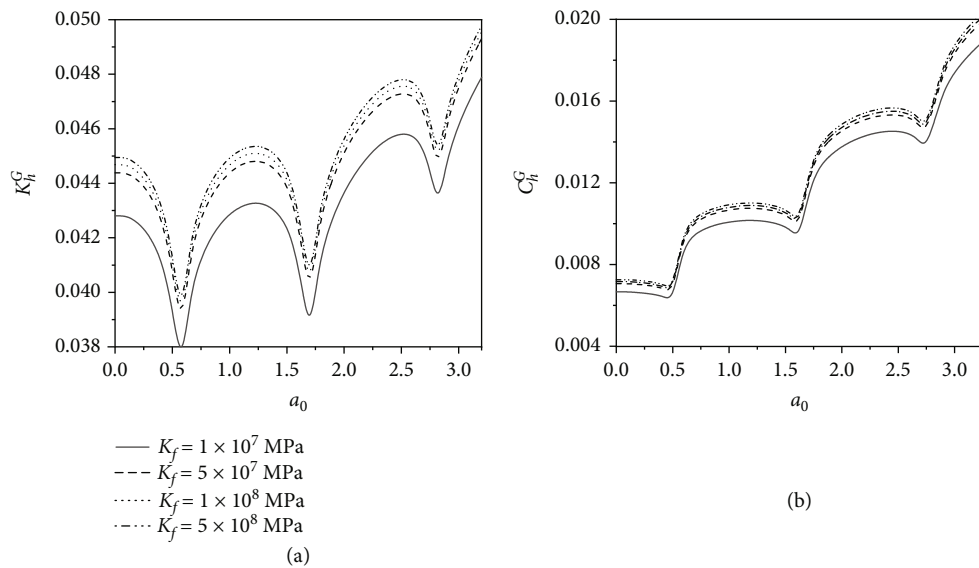 0.050
0.048
0.046
0.044
0.042
0.040
0.038
K_h^G
0.0 0.5 1.0 1.5 2.0 2.5 3.0
a_0
K_f = 1 × 10^7 MPa
K_f = 5 × 10^7 MPa
K_f = 1 × 10^8 MPa
K_f = 5 × 10^8 MPa
(a)
0.020
0.016
0.012
0.008
0.004
C_h^G
0.0 0.5 1.0 1.5 2.0 2.5 3.0
a_0
(b)